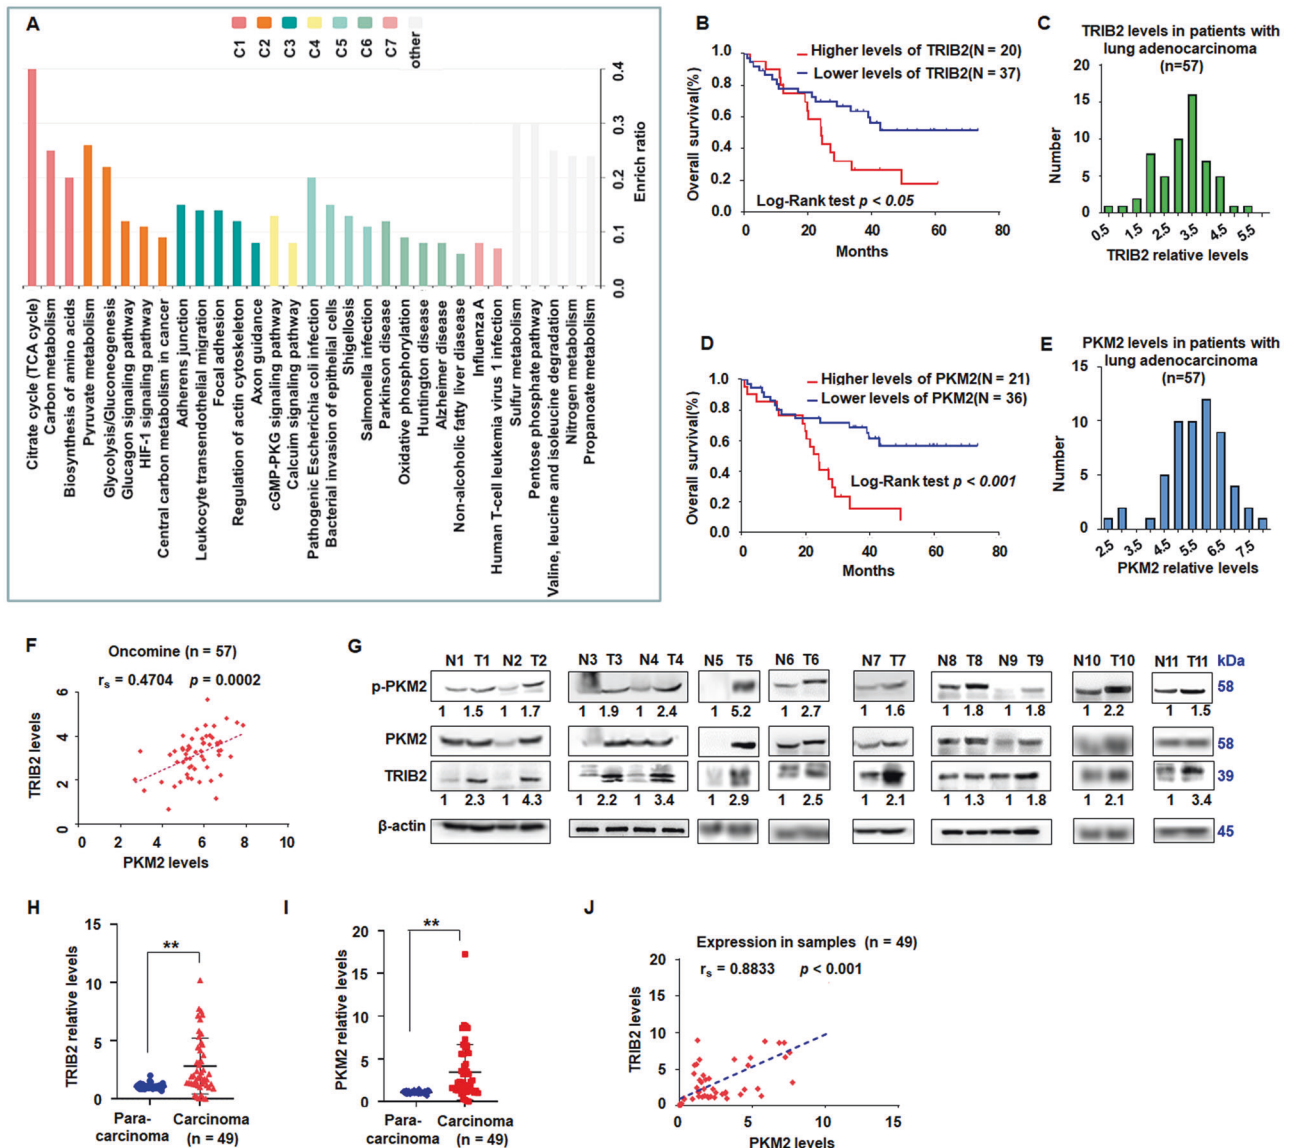 A
C1
C2
C3
C4
C5
C6
C7
other
0.4
0.3
0.2
0.1
0.0
Enrich ratio
Citrate cycle (TCA cycle)
Carbon metabolism
Biosynthesis of amino acids
Pyruvate metabolism
Glycolysis/Gluconeogenesis
Glucagon signaling pathway
HIF-1 signaling pathway
Central carbon metabolism in cancer
Adherens junction
Leukocyte transendothelial migration
Focal adhesion
Regulation of actin cytoskeleton
Axon guidance
cGMP-PKG signaling pathway
Calcuim signaling pathway
Pathogenic Escherichia coli infection
Bacterial invasion of epithelial cells
Shigellosis
Salmonella infection
Parkinson disease
Oxidative phosphorylation
Huntington disease
Alzheimer disease
Non-alcoholic fatty liver diasease
Influenza A
Human T-cell leukemia virus 1 infection
Sulfur metabolism
Pentose phosphate pathway
Valine, leucine and isoleucine degradation
Nitrogen metabolism
Propanoate metabolism
B
Higher levels of TRIB2(N = 20)
Lower levels of TRIB2(N = 37)
Overall survival(%)
1.0
0.8
0.6
0.4
0.2
0.0
Log-Rank test p < 0.05
0 20 40 60 80
Months
C
TRIB2 levels in patients with
lung adenocarcinoma
(n=57)
Number
20
15
10
5
0
0.5 1.5 2.5 3.5 4.5 5.5
TRIB2 relative levels
D
Higher levels of PKM2(N = 21)
Lower levels of PKM2(N = 36)
Overall survival(%)
1.0
0.8
0.6
0.4
0.2
0.0
Log-Rank test p < 0.001
0 20 40 60 80
Months
E
PKM2 levels in patients with
lung adenocarcinoma
(n=57)
Number
15
10
5
0
2.5 3.5 4.5 5.5 6.5 7.5
PKM2 relative levels
F
Oncomine (n = 57)
rs = 0.4704 p = 0.0002
TRIB2 levels
6
4
2
0
0 2 4 6 8 10
PKM2 levels
G
N1 T1 N2 T2 N3 T3 N4 T4 N5 T5 N6 T6 N7 T7 N8 T8 N9 T9 N10 T10 N11 T11 kDa
p-PKM2 58
1 1.5 1 1.7 1 1.9 1 2.4 1 5.2 1 2.7 1 1.6 1 1.8 1 1.8 1 2.2 1 1.5
PKM2 58
TRIB2 39
1 2.3 1 4.3 1 2.2 1 3.4 1 2.9 1 2.5 1 2.1 1 1.3 1 1.8 1 2.1 1 3.4
β-actin 45
H
TRIB2 relative levels
15
10
5
0
**
Para-
carcinoma
Carcinoma
(n = 49)
I
PKM2 relative levels
20
15
10
5
0
**
Para-
carcinoma
Carcinoma
(n = 49)
J
Expression in samples (n = 49)
rs = 0.8833 p < 0.001
TRIB2 levels
20
15
10
5
0
0 5 10 15
PKM2 levels